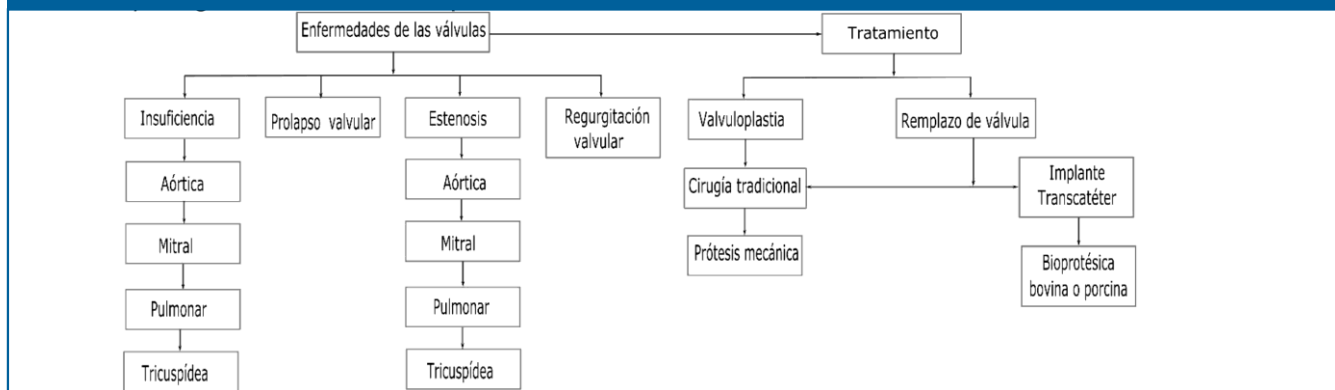 Enfermedades de las válvulas
Tratamiento
Insuficiencia
Prolapso valvular
Estenosis
Regurgitación
valvular
Valvuloplastia
Remplazo de válvula
Aórtica
Aórtica
Cirugía tradicional
Implante
Transcatéter
Mitral
Mitral
Prótesis mecánica
Bioprotésica
bovina o porcina
Pulmonar
Pulmonar
Tricuspídea
Tricuspídea